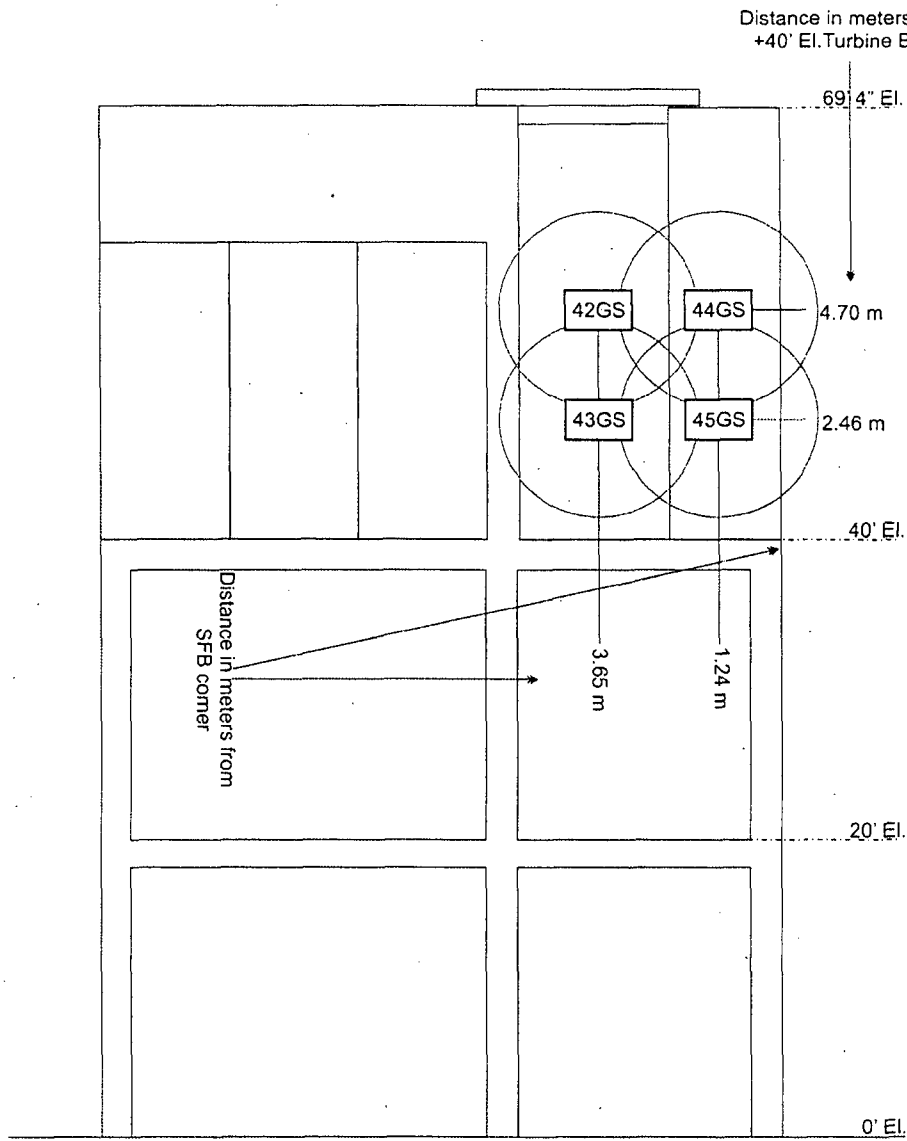 Distance in meters
+40' El.Turbine B
69' 4" El.
42GS
44GS
4.70 m
43GS
45GS
2.46 m
40' El.
Distance in meters from
SFB corner
3.65 m
1.24 m
20' El.
0' El.